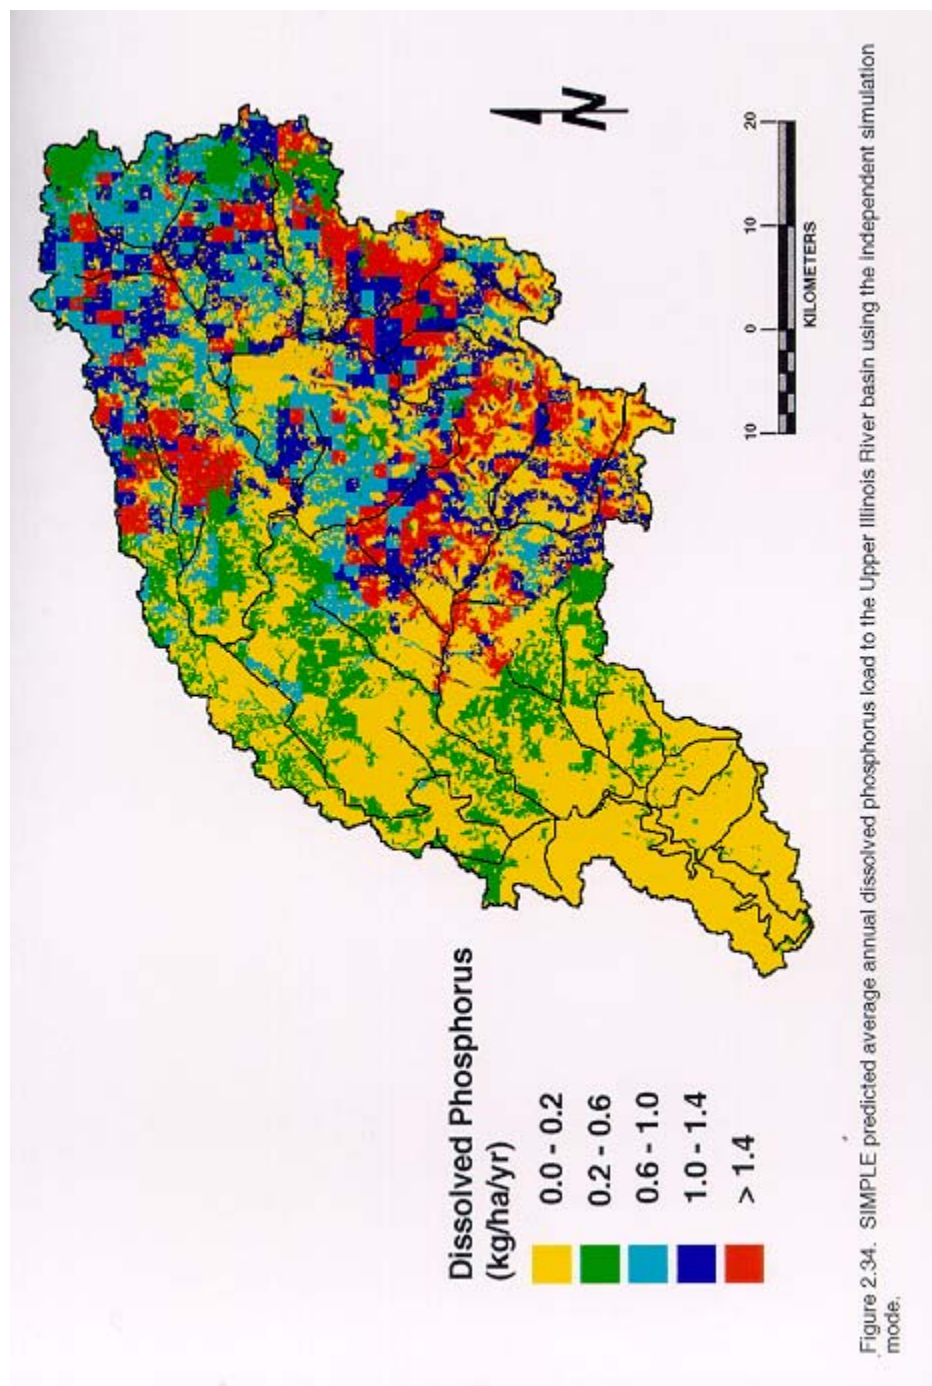 N
Dissolved Phosphorus
(kg/ha/yr)
0.0 - 0.2
0.2 - 0.6
0.6 - 1.0
1.0 - 1.4
> 1.4
10 0 10 20
KILOMETERS
Figure 2.34. SIMPLE predicted average annual dissolved phosphorus load to the Upper Illinois River basin using the independent simulation
mode.